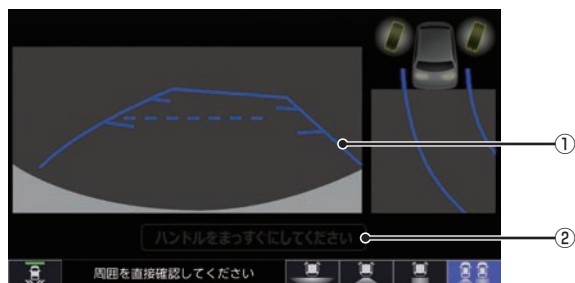 ①
ハンドルをまっすぐにしてください
②
周囲を直接確認してください